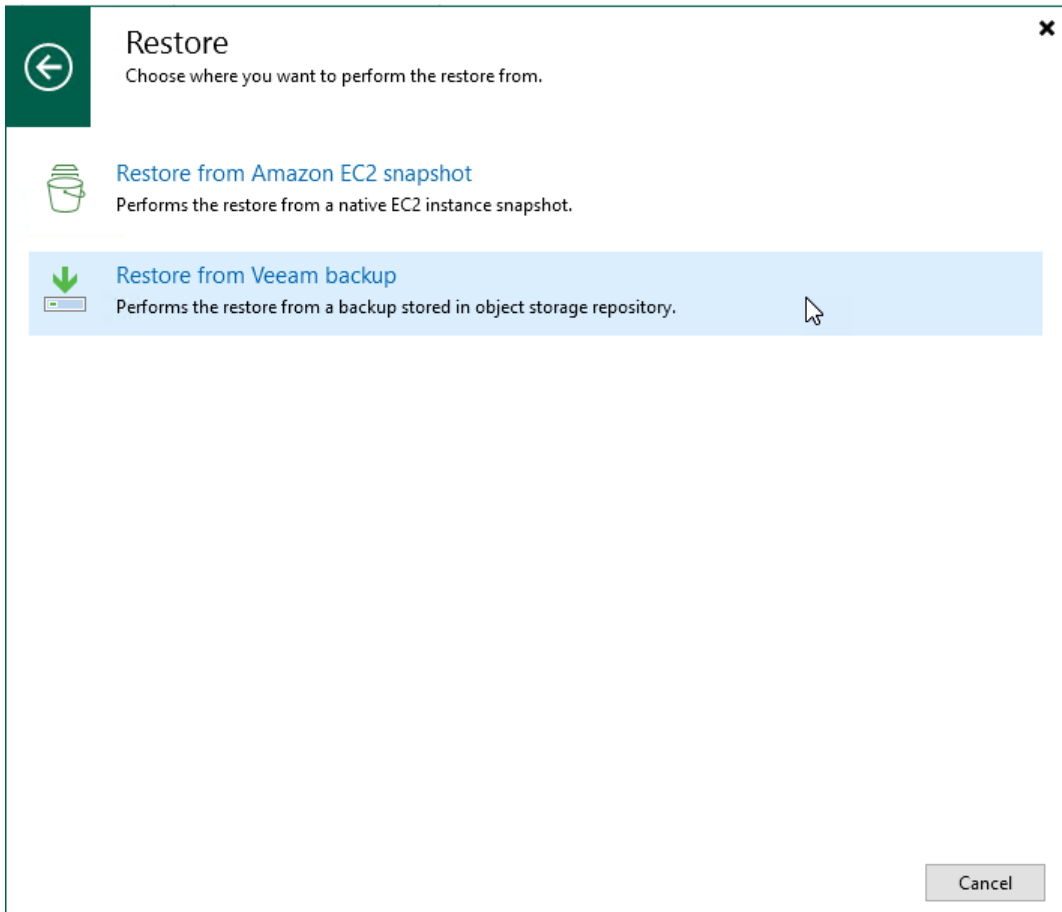 Restore
Choose where you want to perform the restore from.
Restore from Amazon EC2 snapshot
Performs the restore from a native EC2 instance snapshot.
Restore from Veeam backup
Performs the restore from a backup stored in object storage repository.
Cancel